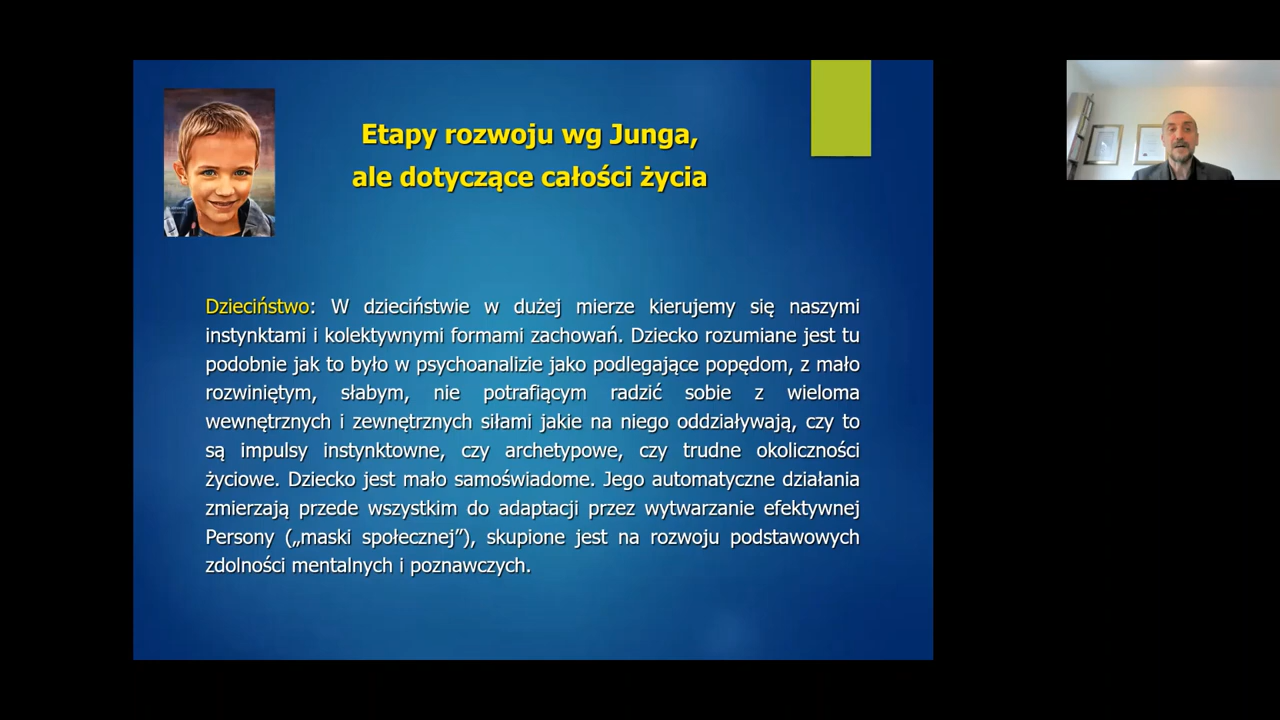 Etapy rozwoju wg Junga,
ale dotyczące całości życia
Dzieciństwo: W dzieciństwie w dużej mierze kierujemy się naszymi
instynktami i kolektywnymi formami zachowań. Dziecko rozumiane jest tu
podobnie jak to było w psychoanalizie jako podlegające popędom, z mało
rozwiniętym, słabym, nie potrafiącym radzić sobie z wieloma
wewnętrznych i zewnętrznych siłami jakie na niego oddziaływają, czy to
są impulsy instynktowne, czy archetypowe, czy trudne okoliczności
życiowe. Dziecko jest mało samoświadome. Jego automatyczne działania
zmierzają przede wszystkim do adaptacji przez wytwarzanie efektywnej
Persony („maski społecznej”), skupione jest na rozwoju podstawowych
zdolności mentalnych i poznawczych.